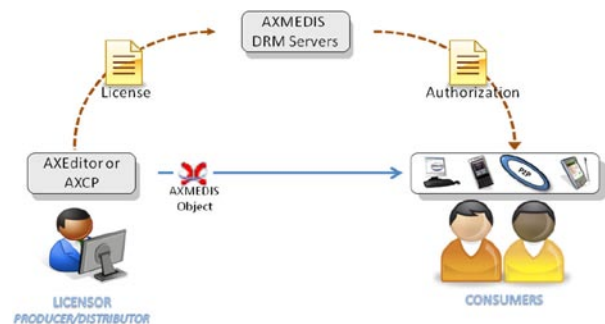 AXMEDIS
DRM Servers
License
Authorization
AXEditor or
AXCP
AXMEDIS
Object
P2P
LICENSOR
PRODUCER/DISTRIBUTOR
CONSUMERS